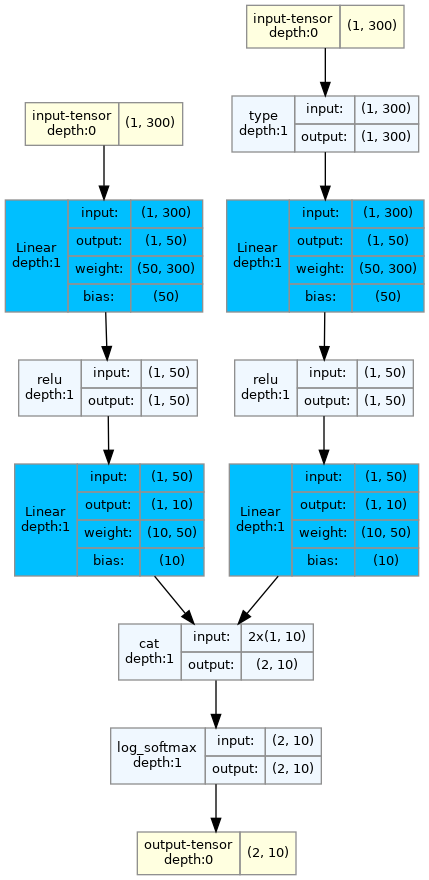 input-tensor
depth:0
(1, 300)
type
depth:1
input:
(1, 300)
output:
(1, 300)
input-tensor
depth:0
(1, 300)
Linear
depth:1
input:
(1, 300)
output:
(1, 50)
weight:
(50, 300)
bias:
(50)
Linear
depth:1
input:
(1, 300)
output:
(1, 50)
weight:
(50, 300)
bias:
(50)
relu
depth:1
input:
(1, 50)
output:
(1, 50)
relu
depth:1
input:
(1, 50)
output:
(1, 50)
Linear
depth:1
input:
(1, 50)
output:
(1, 10)
weight:
(10, 50)
bias:
(10)
Linear
depth:1
input:
(1, 50)
output:
(1, 10)
weight:
(10, 50)
bias:
(10)
cat
depth:1
input:
2x(1, 10)
output:
(2, 10)
log_softmax
depth:1
input:
(2, 10)
output:
(2, 10)
output-tensor
depth:0
(2, 10)